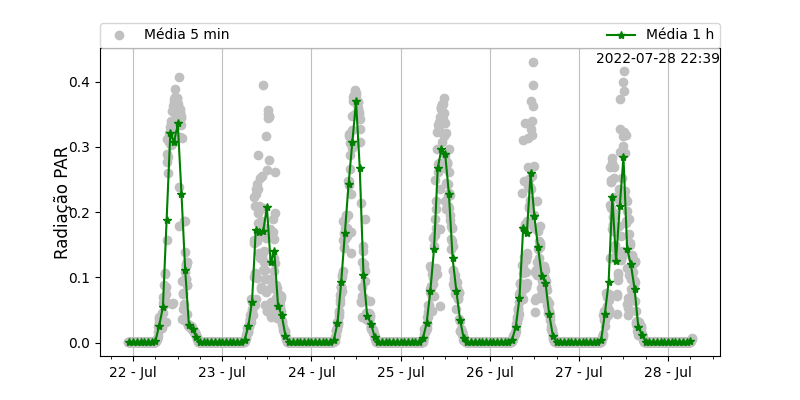 Média 5 min
Média 1 h
2022-07-28 22:39
Radiação PAR
0.4
0.3
0.2
0.1
0.0
22 - Jul
23 - Jul
24 - Jul
25 - Jul
26 - Jul
27 - Jul
28 - Jul